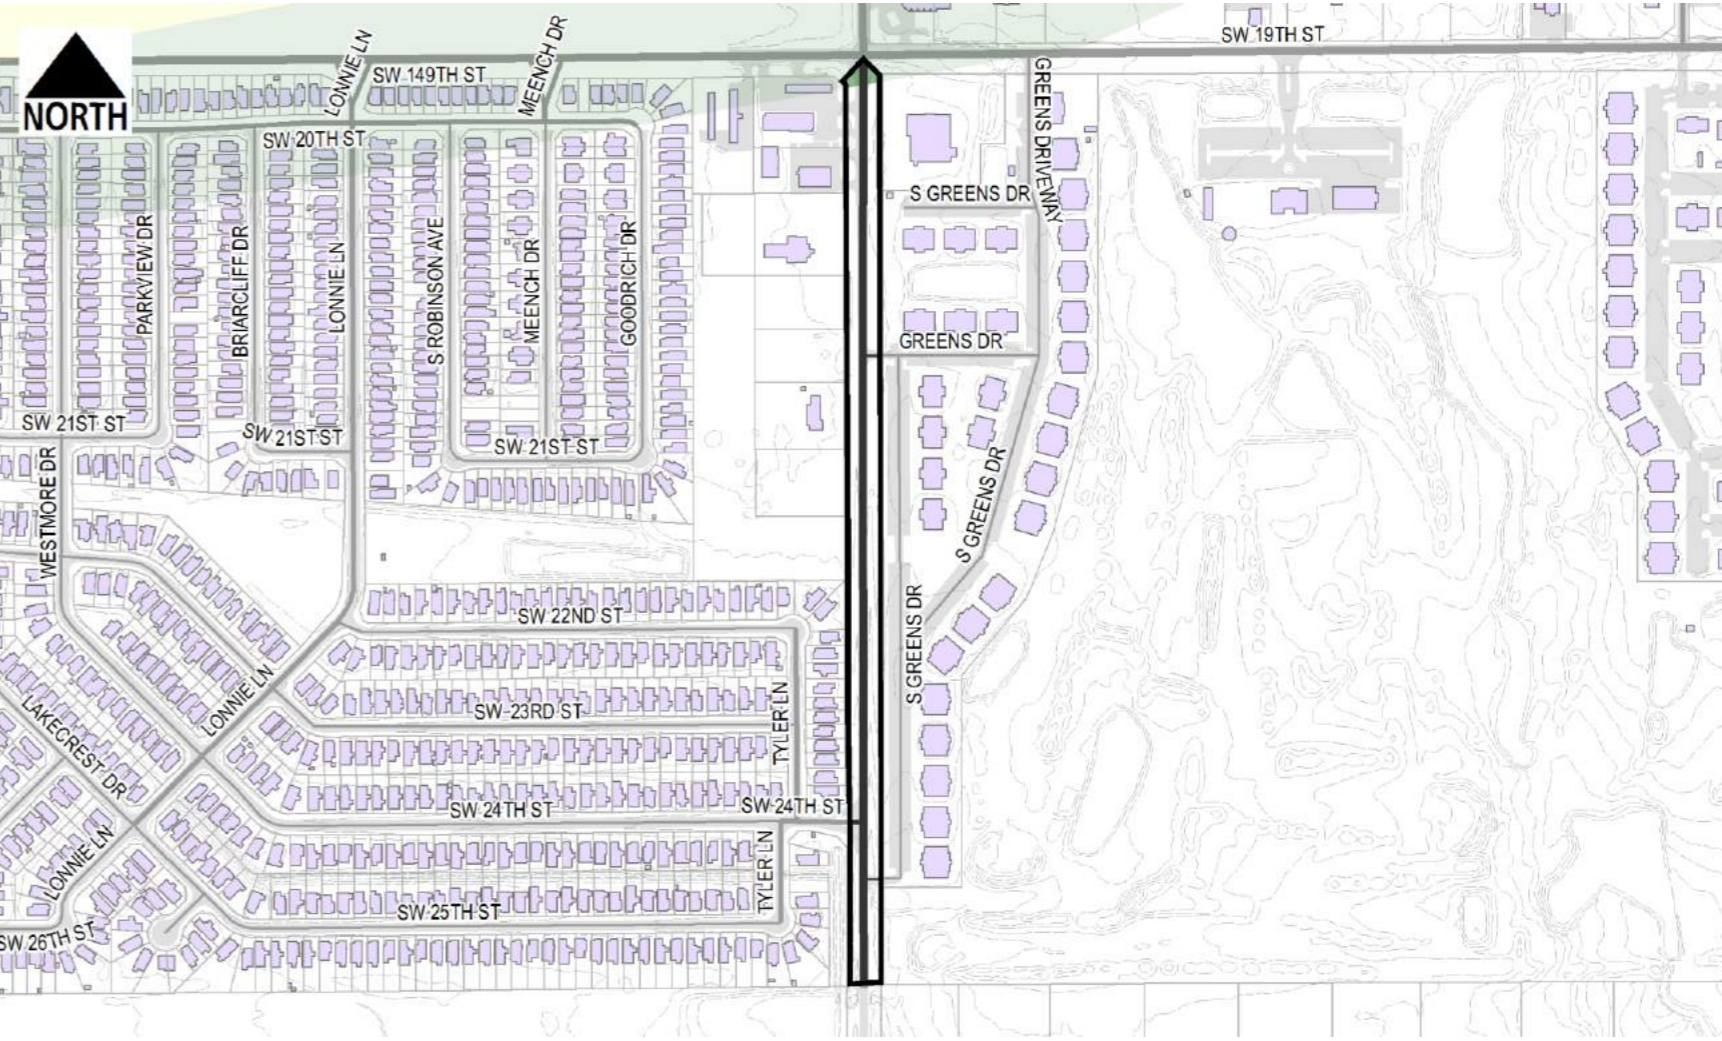 SW 19TH ST
NORTH
LONNIE LN
SW 149TH ST
MEENCH DR
GREENS DRIVEWAY
SW 20TH ST
S GREENS DR
PARKVIEW DR
BRIARCLIFF DR
LONNIE LN
S ROBINSON AVE
MEENCH DR
GOODRICH DR
GREENS DR
SW 21ST ST
SW 21ST ST
SW 21ST ST
WESTMORE DR
S GREENS DR
SW 22ND ST
S GREENS DR
LONNIE LN
SW 23RD ST
TYLER LN
LAKECREST DR
SW 24TH ST
SW 24TH ST
LONNIE LN
TYLER LN
SW 25TH ST
SW 26TH ST